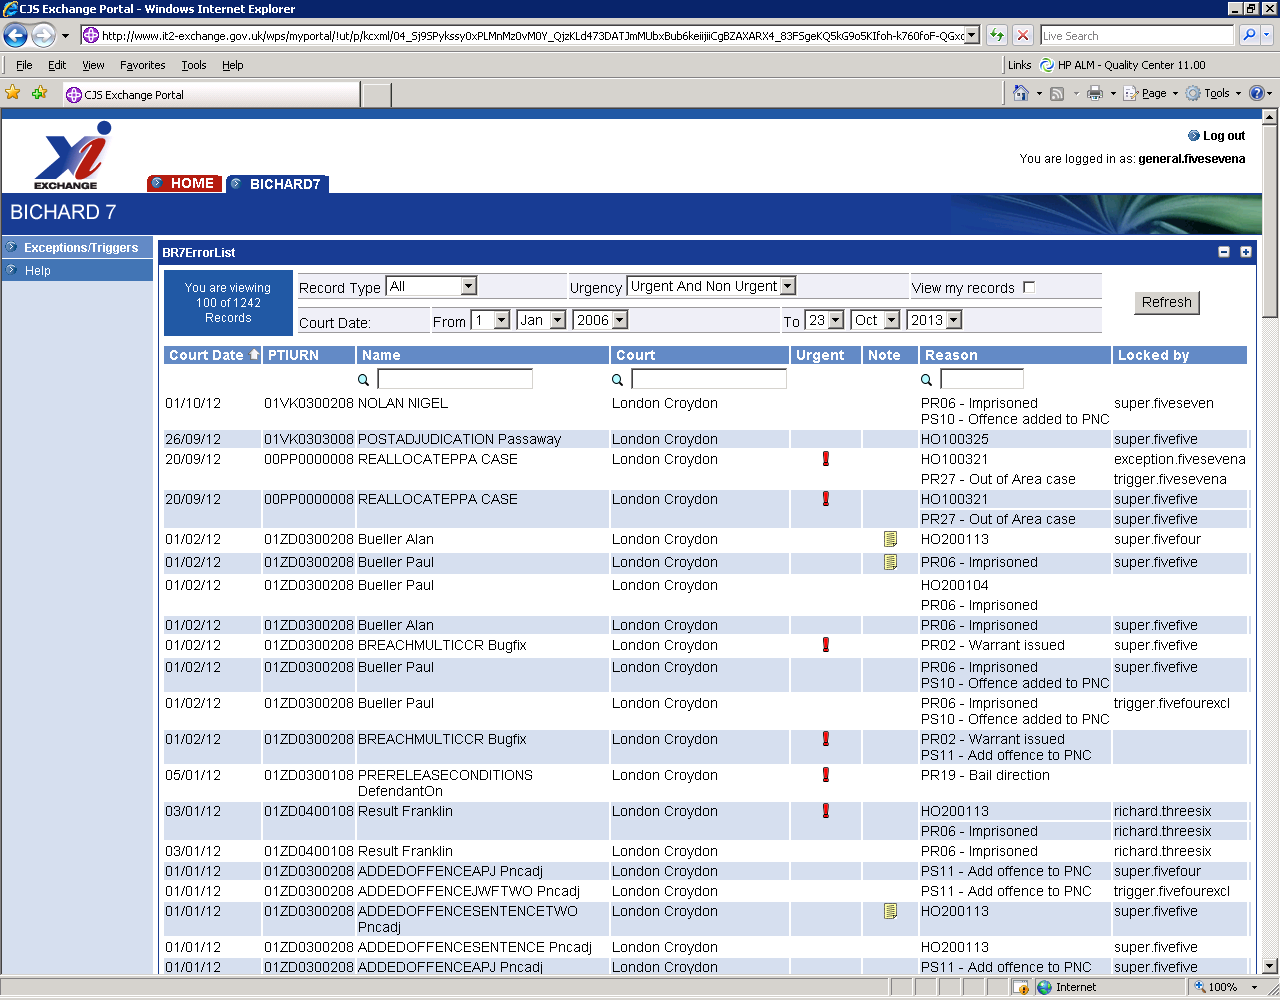 CJS Exchange Portal - Windows Internet Explorer
Live Search
File Edit View Favorites Tools Help
Links HP ALM - Quality Center 11.00
CJS Exchange Portal
Page Tools
EXCHANGE
HOME BICHARD7
Log out
You are logged in as: general.fivesevena
BICHARD 7
Exceptions/Triggers
Help
BR7ErrorList
You are viewing
100 of 1242
Records
Record Type All Urgency Urgent And Non Urgent View my records
Court Date: From 1 Jan 2006 To 23 Oct 2013
Refresh
Court Date PTIURN Name Court Urgent Note Reason Locked by
01/10/12 01VK0300208 NOLAN NIGEL London Croydon PR06 - Imprisoned super.fiveseven
PS10 - Offence added to PNC
26/09/12 01VK0303008 POSTADJUDICATION Passaway London Croydon HO100325 super.fivefive
20/09/12 00PP0000008 REALLOCATEPPA CASE London Croydon HO100321 exception.fivesevena
PR27 - Out of Area case trigger.fivesevena
20/09/12 00PP0000008 REALLOCATEPPA CASE London Croydon HO100321 super.fivefive
PR27 - Out of Area case super.fivefive
01/02/12 01ZD0300208 Bueller Alan London Croydon HO200113 super.fivefour
01/02/12 01ZD0300208 Bueller Paul London Croydon PR06 - Imprisoned super.fivefive
01/02/12 01ZD0300208 Bueller Paul London Croydon HO200104
PR06 - Imprisoned
01/02/12 01ZD0300208 Bueller Alan London Croydon PR06 - Imprisoned super.fivefive
01/02/12 01ZD0300208 BREACHMULTICCR Bugfix London Croydon PR02 - Warrant issued super.fivefive
01/02/12 01ZD0300208 Bueller Paul London Croydon PR06 - Imprisoned super.fivefive
PS10 - Offence added to PNC
01/02/12 01ZD0300208 Bueller Paul London Croydon PR06 - Imprisoned trigger.fivefourexcl
PS10 - Offence added to PNC
01/02/12 01ZD0300208 BREACHMULTICCR Bugfix London Croydon PR02 - Warrant issued
PS11 - Add offence to PNC
05/01/12 01ZD0300108 PRERELEASECONDITIONS London Croydon PR19 - Bail direction
DefendantOn
03/01/12 01ZD0400108 Result Franklin London Croydon HO200113 richard.threesix
PR06 - Imprisoned richard.threesix
03/01/12 01ZD0400108 Result Franklin London Croydon PR06 - Imprisoned richard.threesix
01/01/12 01ZD0300208 ADDEDOFFENCEAPJ Pncadj London Croydon PS11 - Add offence to PNC super.fivefour
01/01/12 01ZD0300208 ADDEDOFFENCEJWFTWO Pncadj London Croydon PS11 - Add offence to PNC trigger.fivefourexcl
01/01/12 01ZD0300208 ADDEDOFFENCESENTENCETWO London Croydon HO200113 super.fivefive
Pncadj
01/01/12 01ZD0300208 ADDEDOFFENCESENTENCE Pncadj London Croydon HO200113 super.fivefive
01/01/12 01ZD0300208 ADDEDOFFENCEAPJ Pncadj London Croydon PS11 - Add offence to PNC super.fivefive
Internet 100%